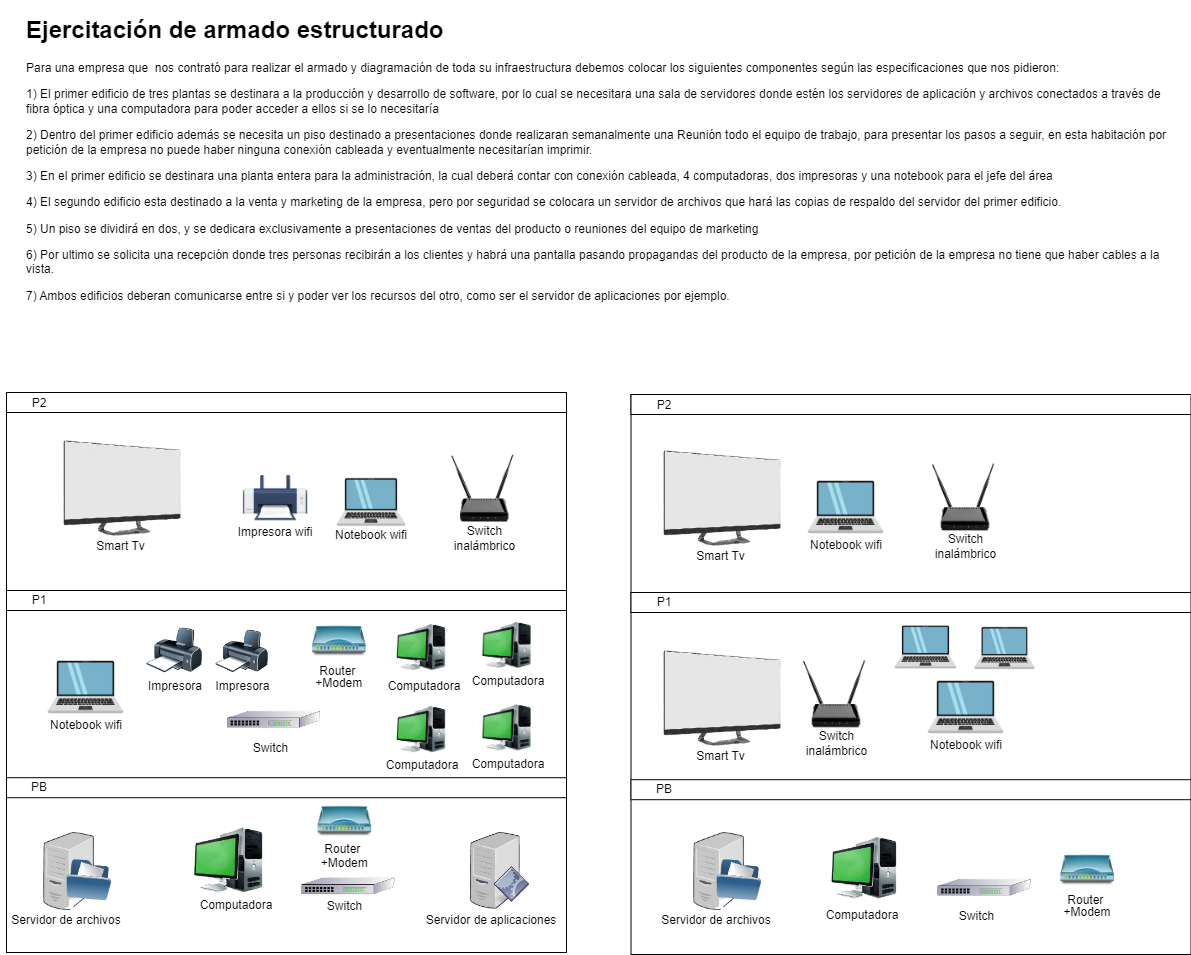 Ejercitación de armado estructurado
Para una empresa que  nos contrató para realizar el armado y diagramación de toda su infraestructura debemos colocar los siguientes componentes según las especificaciones que nos pidieron:
1) El primer edificio de tres plantas se destinara a la producción y desarrollo de software, por lo cual se necesitara una sala de servidores donde estén los servidores de aplicación y archivos conectados a través de
fibra óptica y una computadora para poder acceder a ellos si se lo necesitaría
2) Dentro del primer edificio además se necesita un piso destinado a presentaciones donde realizaran semanalmente una Reunión todo el equipo de trabajo, para presentar los pasos a seguir, en esta habitación por
petición de la empresa no puede haber ninguna conexión cableada y eventualmente necesitarían imprimir.
3) En el primer edificio se destinara una planta entera para la administración, la cual deberá contar con conexión cableada, 4 computadoras, dos impresoras y una notebook para el jefe del área
4) El segundo edificio esta destinado a la venta y marketing de la empresa, pero por seguridad se colocara un servidor de archivos que hará las copias de respaldo del servidor del primer edificio.
5) Un piso se dividirá en dos, y se dedicara exclusivamente a presentaciones de ventas del producto o reuniones del equipo de marketing
6) Por ultimo se solicita una recepción donde tres personas recibirán a los clientes y habrá una pantalla pasando propagandas del producto de la empresa, por petición de la empresa no tiene que haber cables a la
vista.
7) Ambos edificios deberan comunicarse entre si y poder ver los recursos del otro, como ser el servidor de aplicaciones por ejemplo.
P2
Smart Tv
Impresora wifi
Notebook wifi
Switch
inalámbrico
P1
Notebook wifi
Impresora
Impresora
Router
+Modem
Computadora
Computadora
Switch
Computadora
Computadora
PB
Servidor de archivos
Computadora
Router
+Modem
Switch
Servidor de aplicaciones
P2
Smart Tv
Notebook wifi
Switch
inalámbrico
P1
Smart Tv
Switch
inalámbrico
Notebook wifi
PB
Servidor de archivos
Computadora
Switch
Router
+Modem